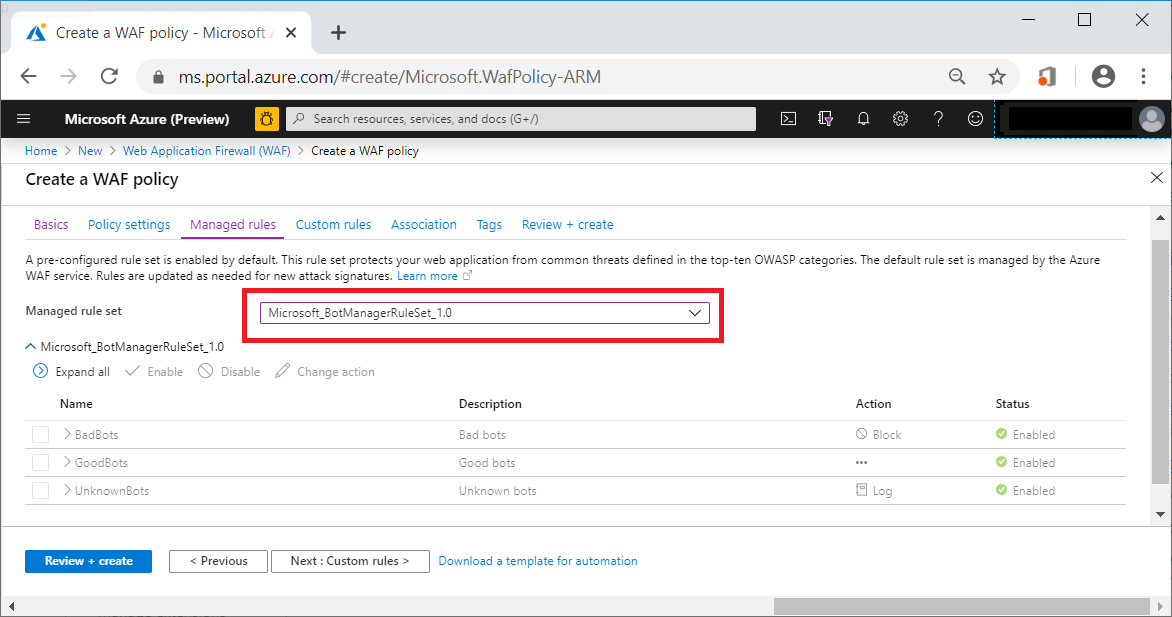 Create a WAF policy - Microsoft A
ms.portal.azure.com/#create/Microsoft.WafPolicy-ARM
Microsoft Azure (Preview) Search resources, services, and docs (G+/)
Home > New > Web Application Firewall (WAF) > Create a WAF policy
Create a WAF policy
Basics Policy settings Managed rules Custom rules Association Tags Review + create
A pre-configured rule set is enabled by default. This rule set protects your web application from common threats defined in the top-ten OWASP categories. The default rule set is managed by the Azure
WAF service. Rules are updated as needed for new attack signatures. Learn more
Managed rule set Microsoft_BotManagerRuleSet_1.0
Microsoft_BotManagerRuleSet_1.0
Expand all Enable Disable Change action
Name Description Action Status
BadBots Bad bots Block Enabled
GoodBots Good bots ••• Enabled
UnknownBots Unknown bots Log Enabled
Review + create < Previous Next : Custom rules > Download a template for automation